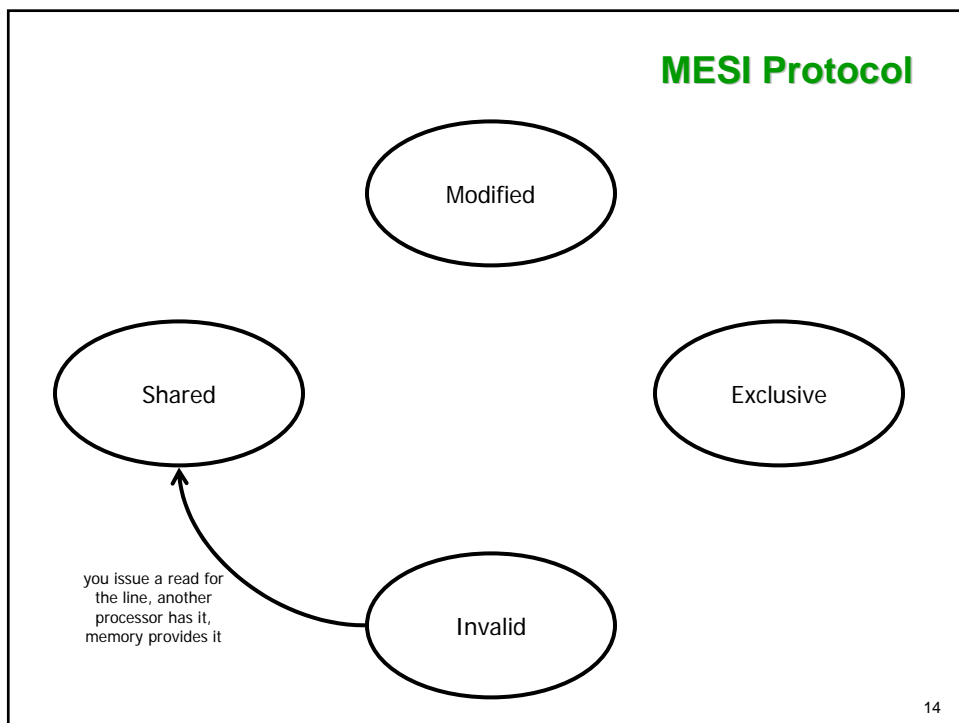 MESI Protocol
Modified
Shared
Exclusive
you issue a read for
the line, another
processor has it,
memory provides it
Invalid
14